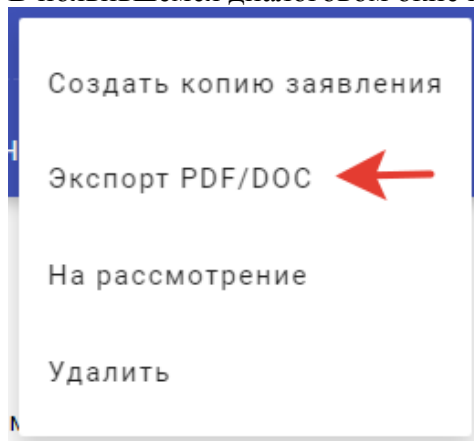 Создать копию заявления
Экспорт PDF/DOC
На рассмотрение
Удалить